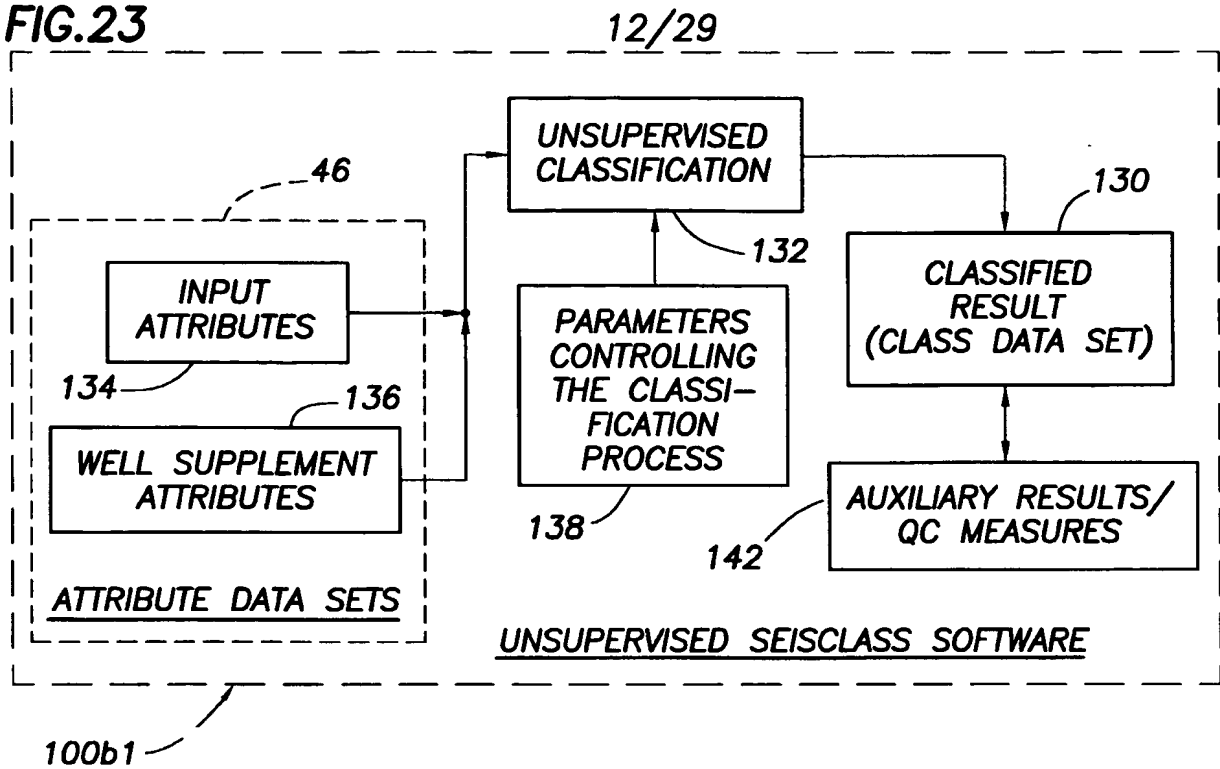 FIG.23
12/29
46
INPUT
ATTRIBUTES
134
136
WELL SUPPLEMENT
ATTRIBUTES
ATTRIBUTE DATA SETS
UNSUPERVISED
CLASSIFICATION
132
PARAMETERS
CONTROLLING
THE CLASSI-
FICATION
PROCESS
138
130
CLASSIFIED
RESULT
(CLASS DATA SET)
AUXILIARY RESULTS/
QC MEASURES
142
UNSUPERVISED SEISCLASS SOFTWARE
100b1